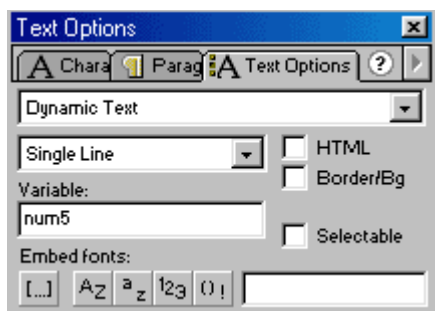 Text Options
A Chara Parag A Text Options ?
Dynamic Text
Single Line
HTML
Border/Bg
Variable:
num5
Selectable
Embed fonts:
[...] AZ az 123 ()!